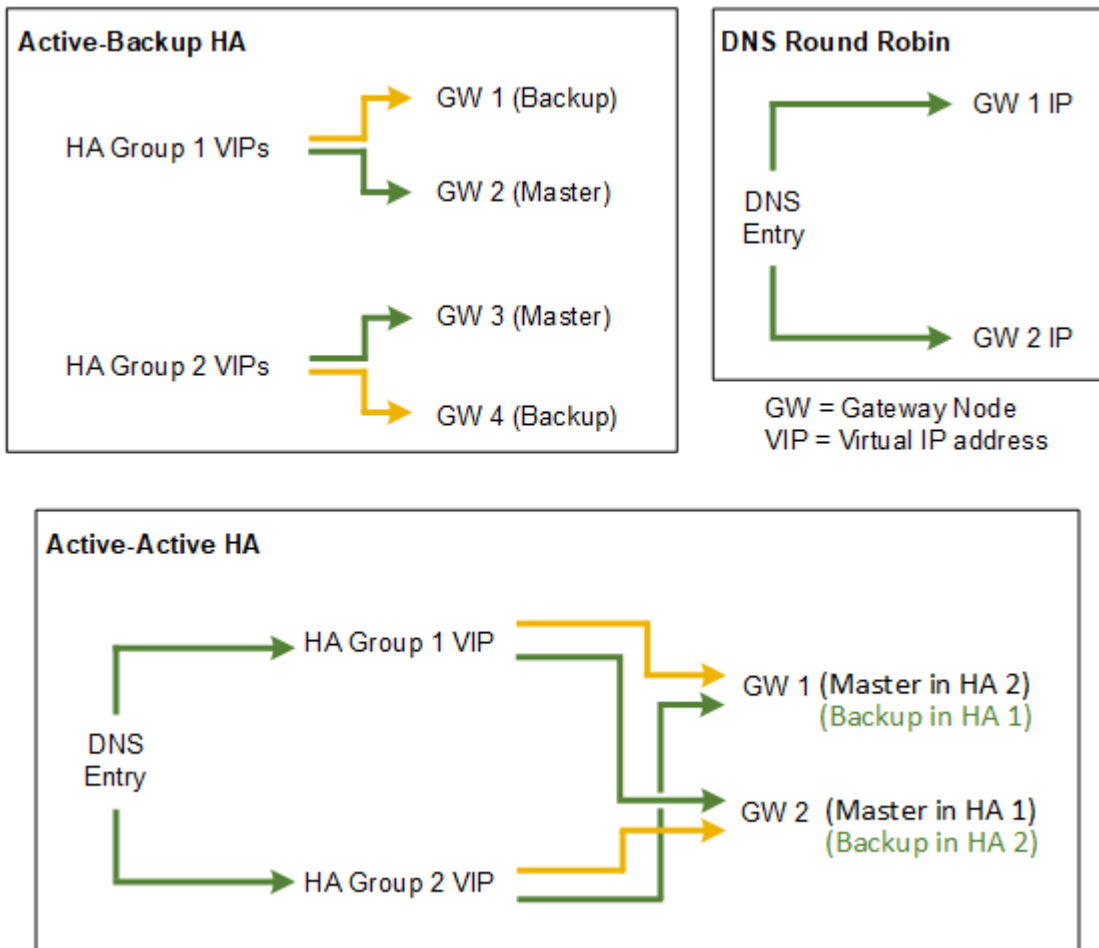 Active-Backup HA
GW 1 (Backup)
HA Group 1 VIPs
GW 2 (Master)
GW 3 (Master)
HA Group 2 VIPs
GW 4 (Backup)
DNS Round Robin
GW 1 IP
DNS
Entry
GW 2 IP
GW = Gateway Node
VIP = Virtual IP address
Active-Active HA
HA Group 1 VIP
GW 1 (Master in HA 2)
(Backup in HA 1)
DNS
Entry
GW 2 (Master in HA 1)
(Backup in HA 2)
HA Group 2 VIP